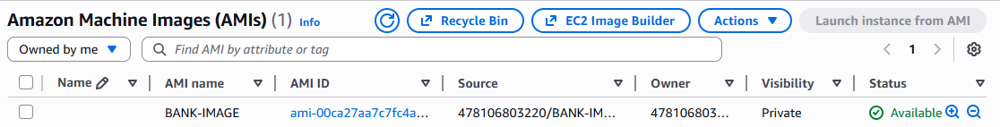 Amazon Machine Images (AMIs) (1) Info Recycle Bin EC2 Image Builder Actions Launch instance from AMI
Owned by me Find AMI by attribute or tag 1
Name AMI name AMI ID Source Owner Visibility Status
BANK-IMAGE ami-00ca27aa7c7fc4a... 478106803220/BANK-IM... 478106803... Private Available